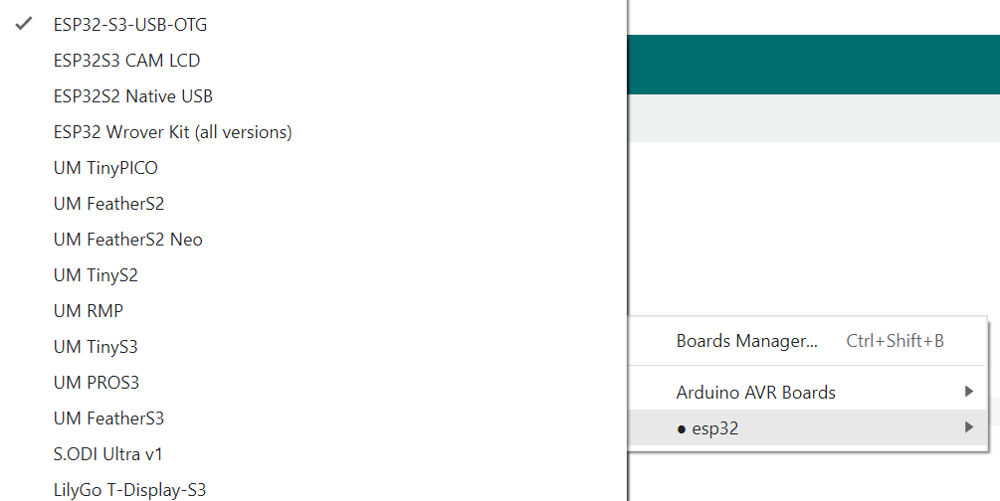 ESP32-S3-USB-OTG
ESP32S3 CAM LCD
ESP32S2 Native USB
ESP32 Wrover Kit (all versions)
UM TinyPICO
UM FeatherS2
UM FeatherS2 Neo
UM TinyS2
UM RMP
UM TinyS3
UM PROS3
UM FeatherS3
S.ODI Ultra v1
LilyGo T-Display-S3
Boards Manager... Ctrl+Shift+B
Arduino AVR Boards
● esp32